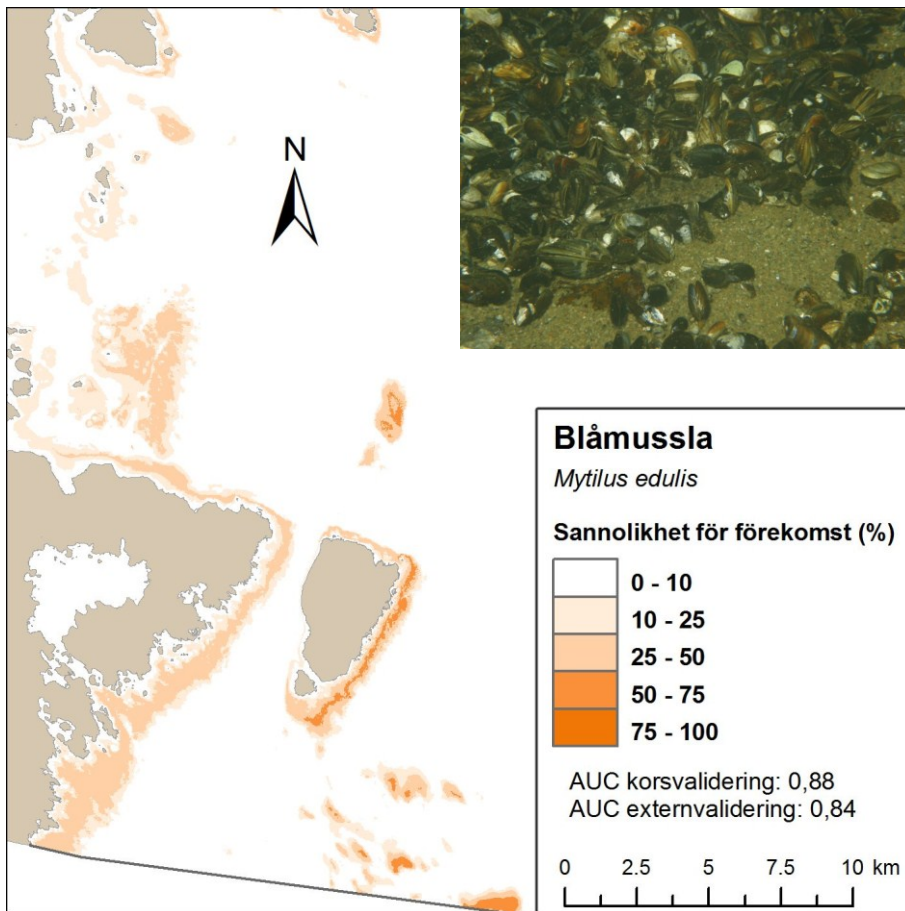 N
Blåmussla
Mytilus edulis
Sannolikhet för förekomst (%)
0 - 10
10 - 25
25 - 50
50 - 75
75 - 100
AUC korsvalidering: 0,88
AUC externvalidering: 0,84
0 2.5 5 7.5 10 km